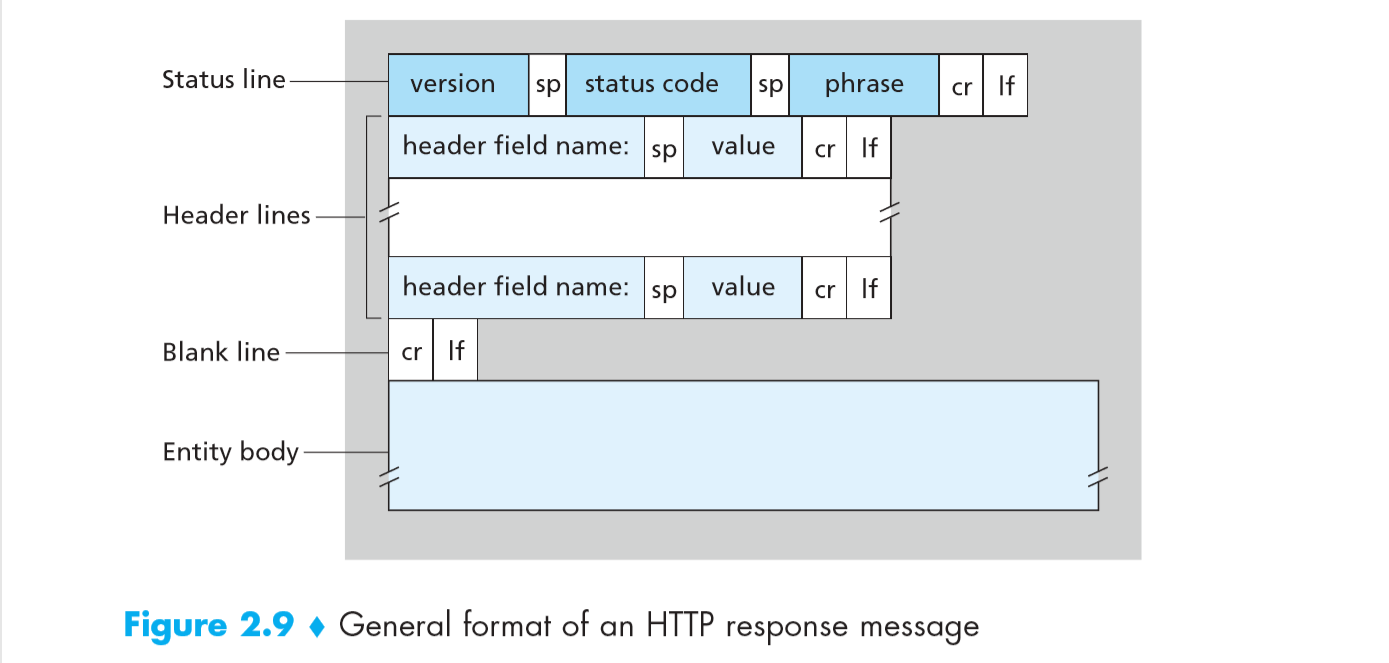 Status line version sp status code sp phrase cr lf
header field name: sp value cr lf
Header lines
header field name: sp value cr lf
Blank line cr lf
Entity body
Figure 2.9 ♦ General format of an HTTP response message